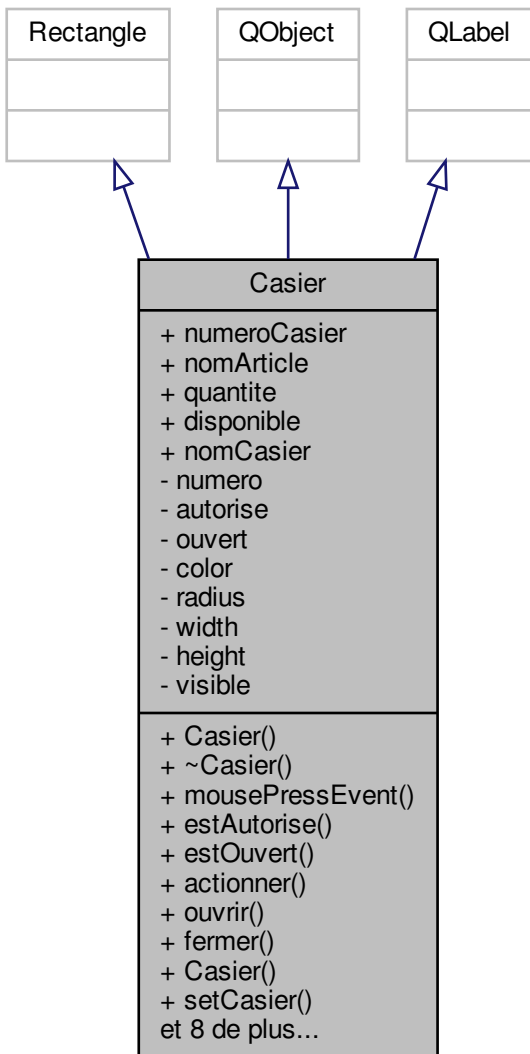 Rectangle
QObject
QLabel
Casier
+ numeroCasier
+ nomArticle
+ quantite
+ disponible
+ nomCasier
- numero
- autorise
- ouvert
- color
- radius
- width
- height
- visible
+ Casier()
+ ~Casier()
+ mousePressEvent()
+ estAutorise()
+ estOuvert()
+ actionner()
+ ouvrir()
+ fermer()
+ Casier()
+ setCasier()
et 8 de plus...